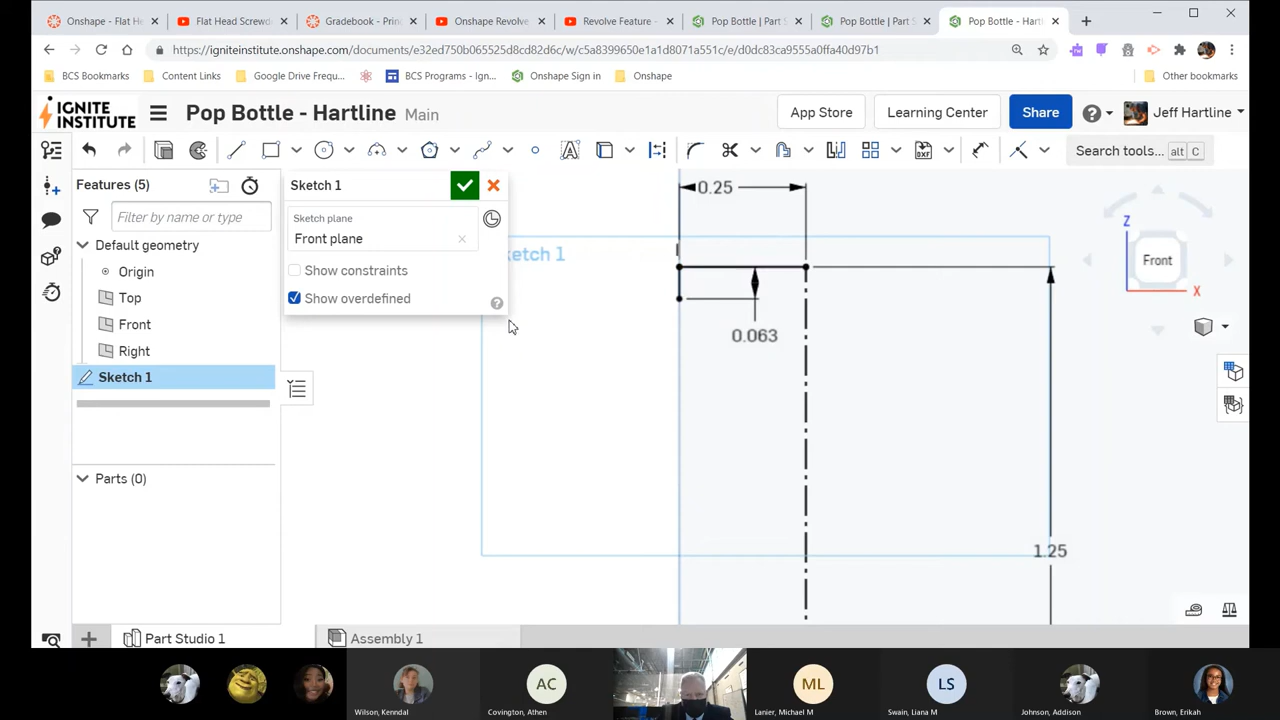 Onshape - Flat He
Flat Head Screwd
Gradebook - Prin
Onshape Revolve
Revolve Feature -
Pop Bottle | Part S
Pop Bottle | Part S
Pop Bottle - Hartl
https://igniteinstitute.onshape.com/documents/e32ed750b065525d8cd82d6c/w/c5a8399650e1a1d8071a551c/e/d0dc83ca9555a0ffa40d97b1
BCS Bookmarks
Content Links
Google Drive Frequ...
BCS Programs - Ign...
Onshape Sign in
Onshape
Other bookmarks
IGNITE INSTITUTE
Pop Bottle - Hartline Main
App Store
Learning Center
Share
Jeff Hartline
DXF
Search tools... alt C
Features (5)
Filter by name or type
Default geometry
Origin
Top
Front
Right
Sketch 1
Parts (0)
Sketch 1
Sketch plane
Front plane
Show constraints
Show overdefined
ketch 1
0.25
0.063
1.25
Z
Front
X
Part Studio 1
Assembly 1
Wilson, Kenndal
AC
Covington, Athen
ML
Lanier, Michael M
LS
Swain, Liana M
Johnson, Addison
Brown, Erikah